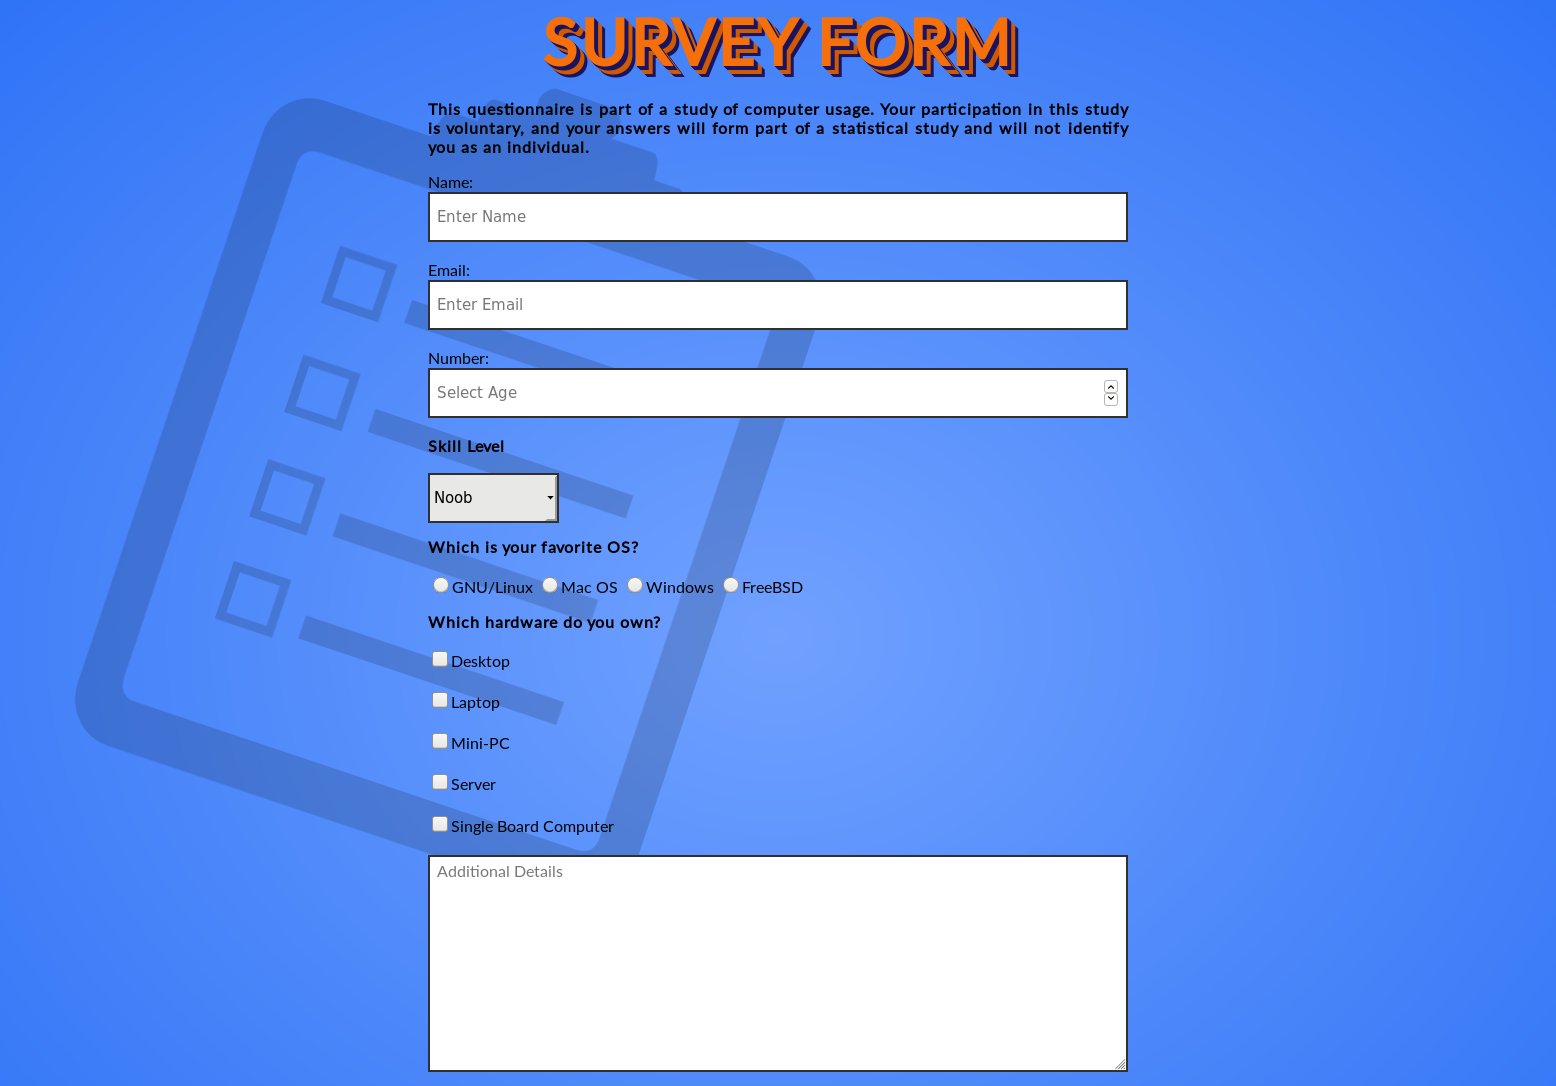 SURVEY FORM
This questionnaire is part of a study of computer usage. Your participation in this study
is voluntary, and your answers will form part of a statistical study and will not identify
you as an individual.
Name:
Enter Name
Email:
Enter Email
Number:
Select Age
Skill Level
Noob
Which is your favorite OS?
GNU/Linux Mac OS Windows FreeBSD
Which hardware do you own?
Desktop
Laptop
Mini-PC
Server
Single Board Computer
Additional Details